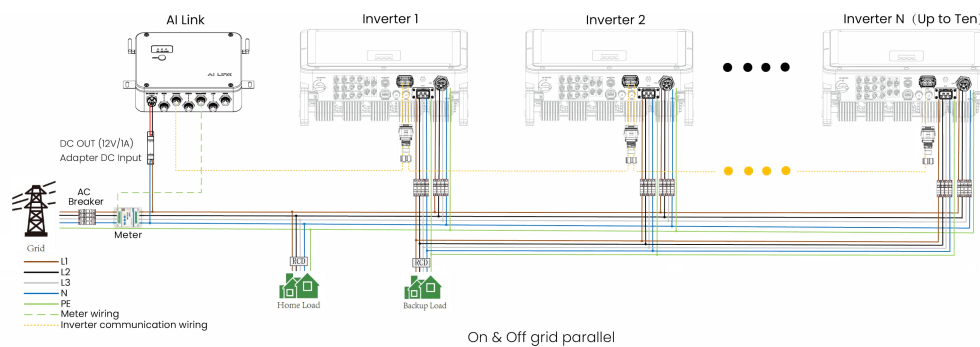 AI Link
Inverter 1
Inverter 2
Inverter N（Up to Ten）
AI LINK
DC OUT (12V/1A)
Adapter DC Input
AC
Breaker
Meter
Grid
L1
L2
L3
N
PE
Meter wiring
Inverter communication wiring
RCD
Home Load
RCD
Backup Load
On & Off grid parallel